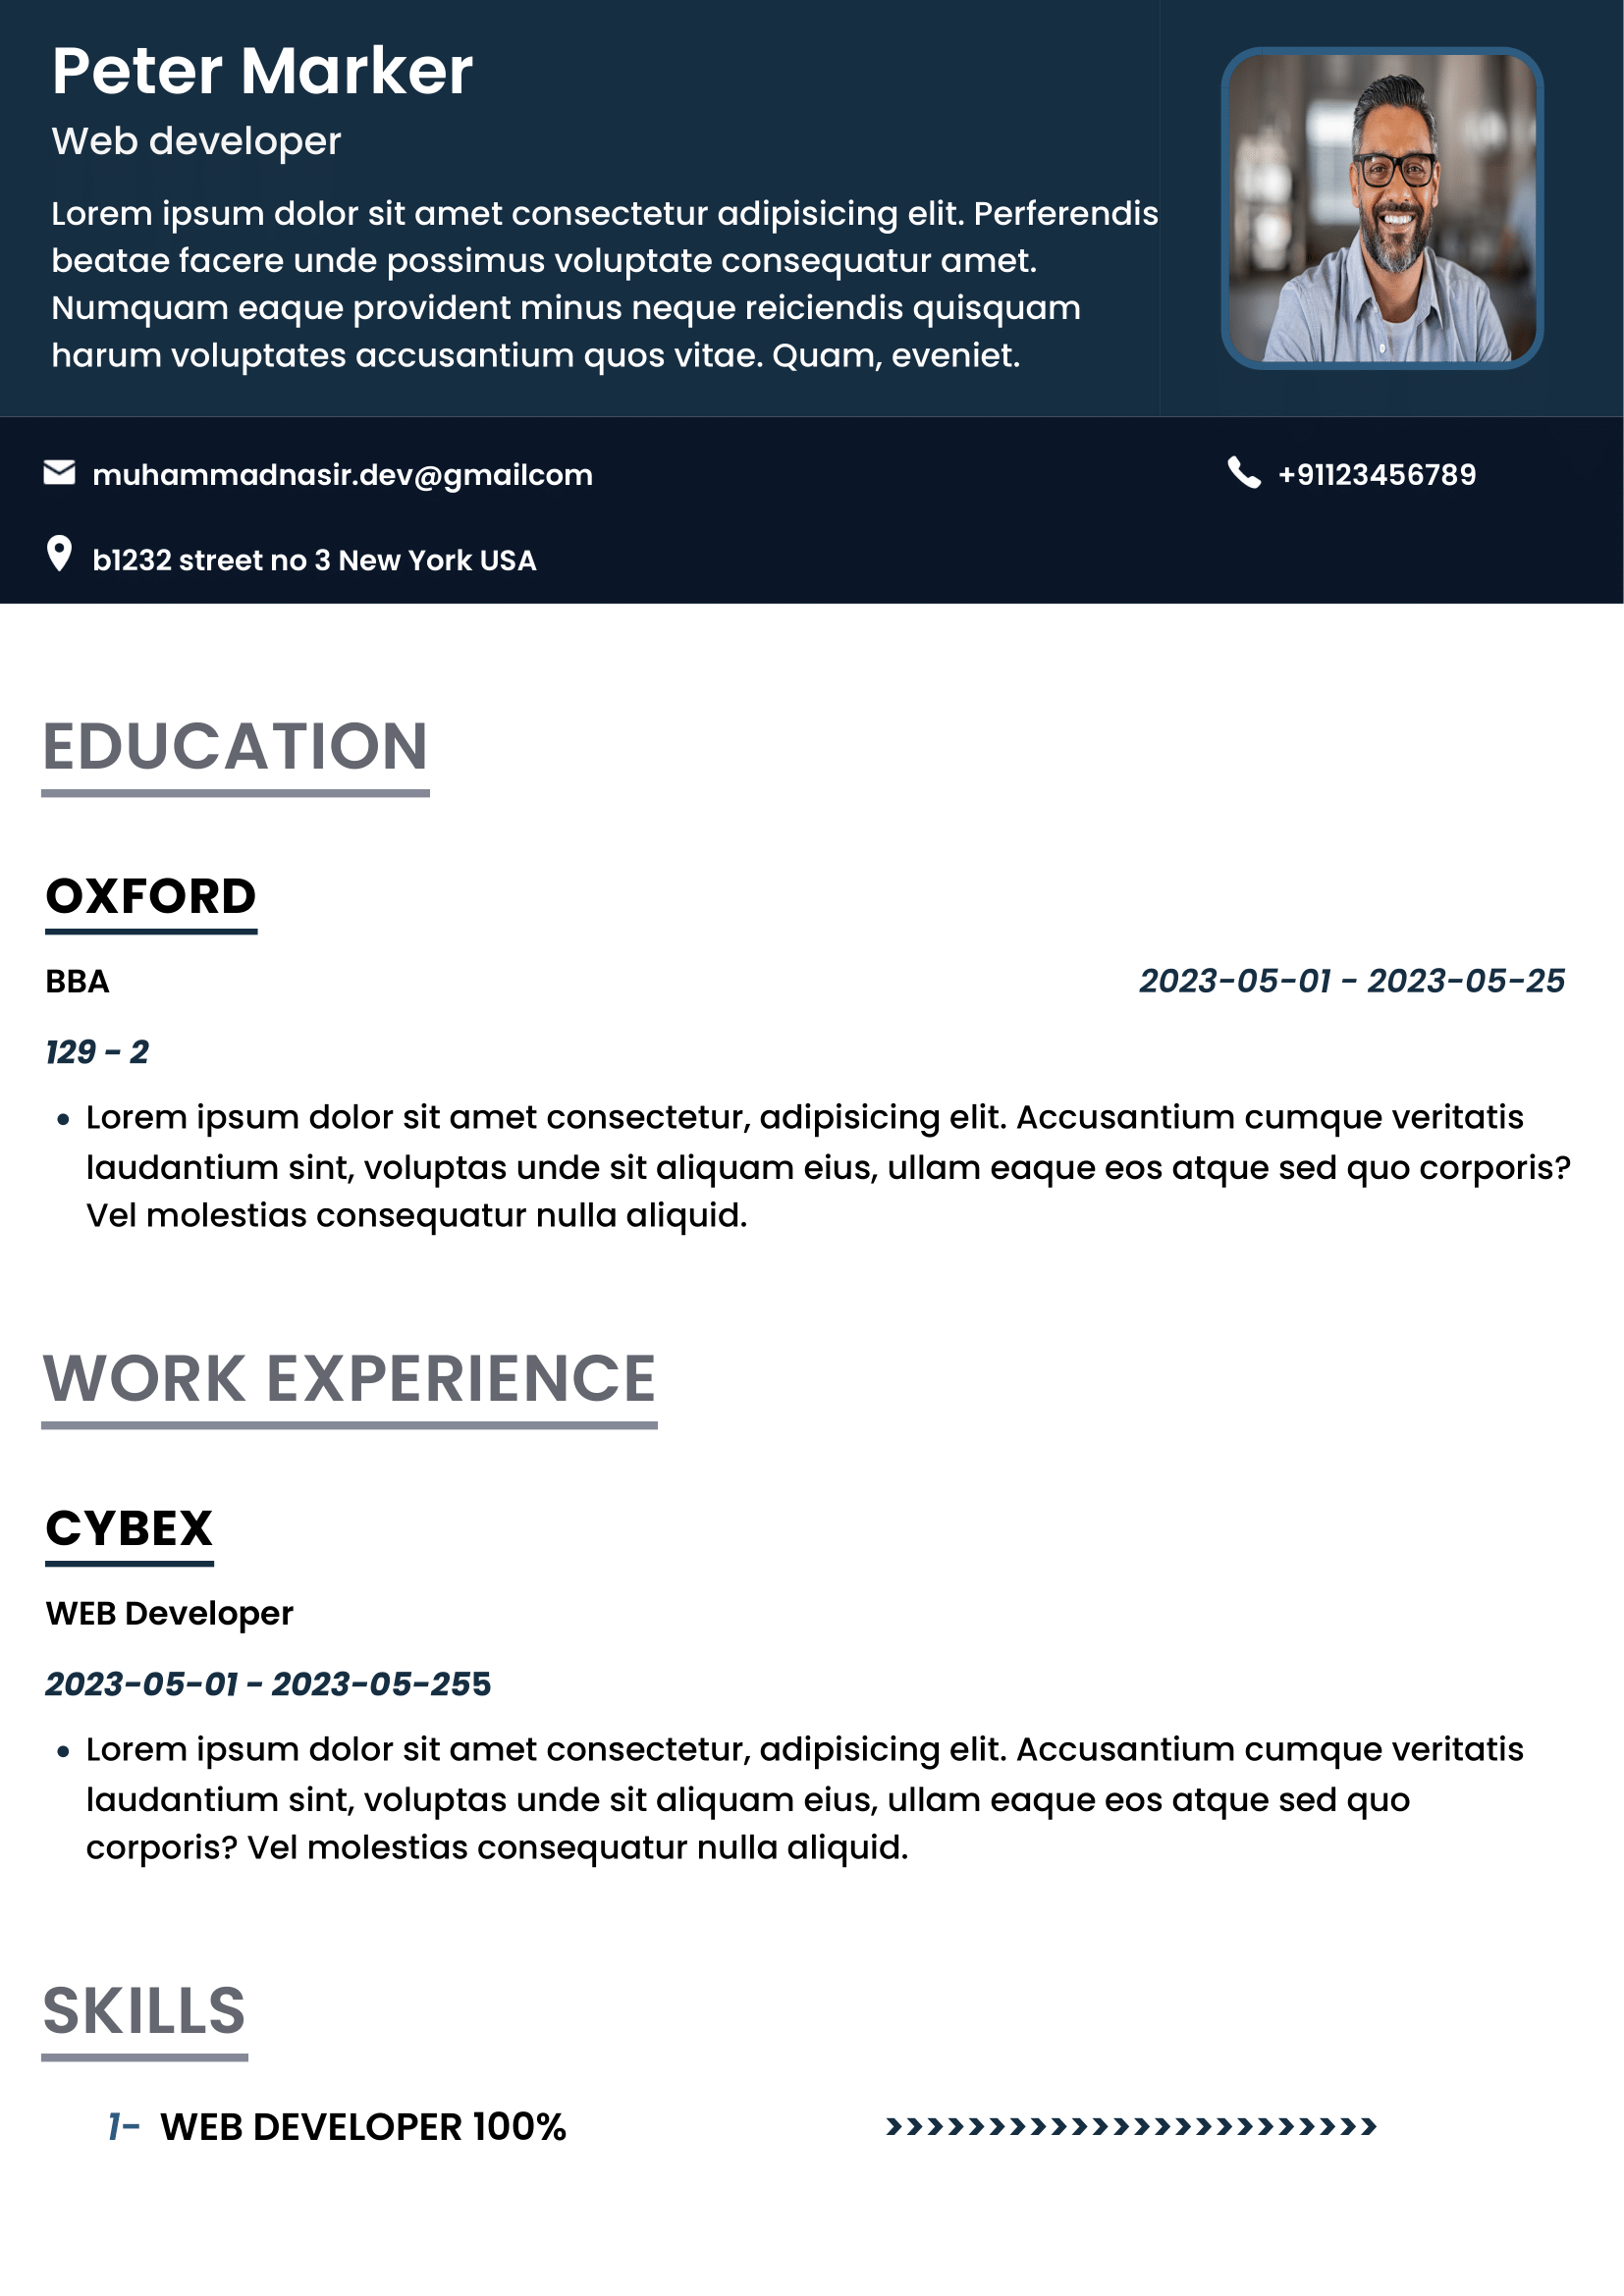 Peter Marker
Web developer
Lorem ipsum dolor sit amet consectetur adipisicing elit. Perferendis
beatae facere unde possimus voluptate consequatur amet.
Numquam eaque provident minus neque reiciendis quisquam
harum voluptates accusantium quos vitae. Quam, eveniet.
muhammadnasir.dev@gmailcom
+91123456789
b1232 street no 3 New York USA
EDUCATION
OXFORD
BBA
2023-05-01 - 2023-05-25
129 - 2
• Lorem ipsum dolor sit amet consectetur, adipisicing elit. Accusantium cumque veritatis
laudantium sint, voluptas unde sit aliquam eius, ullam eaque eos atque sed quo corporis?
Vel molestias consequatur nulla aliquid.
WORK EXPERIENCE
CYBEX
WEB Developer
2023-05-01 - 2023-05-255
• Lorem ipsum dolor sit amet consectetur, adipisicing elit. Accusantium cumque veritatis
laudantium sint, voluptas unde sit aliquam eius, ullam eaque eos atque sed quo
corporis? Vel molestias consequatur nulla aliquid.
SKILLS
1- WEB DEVELOPER 100%